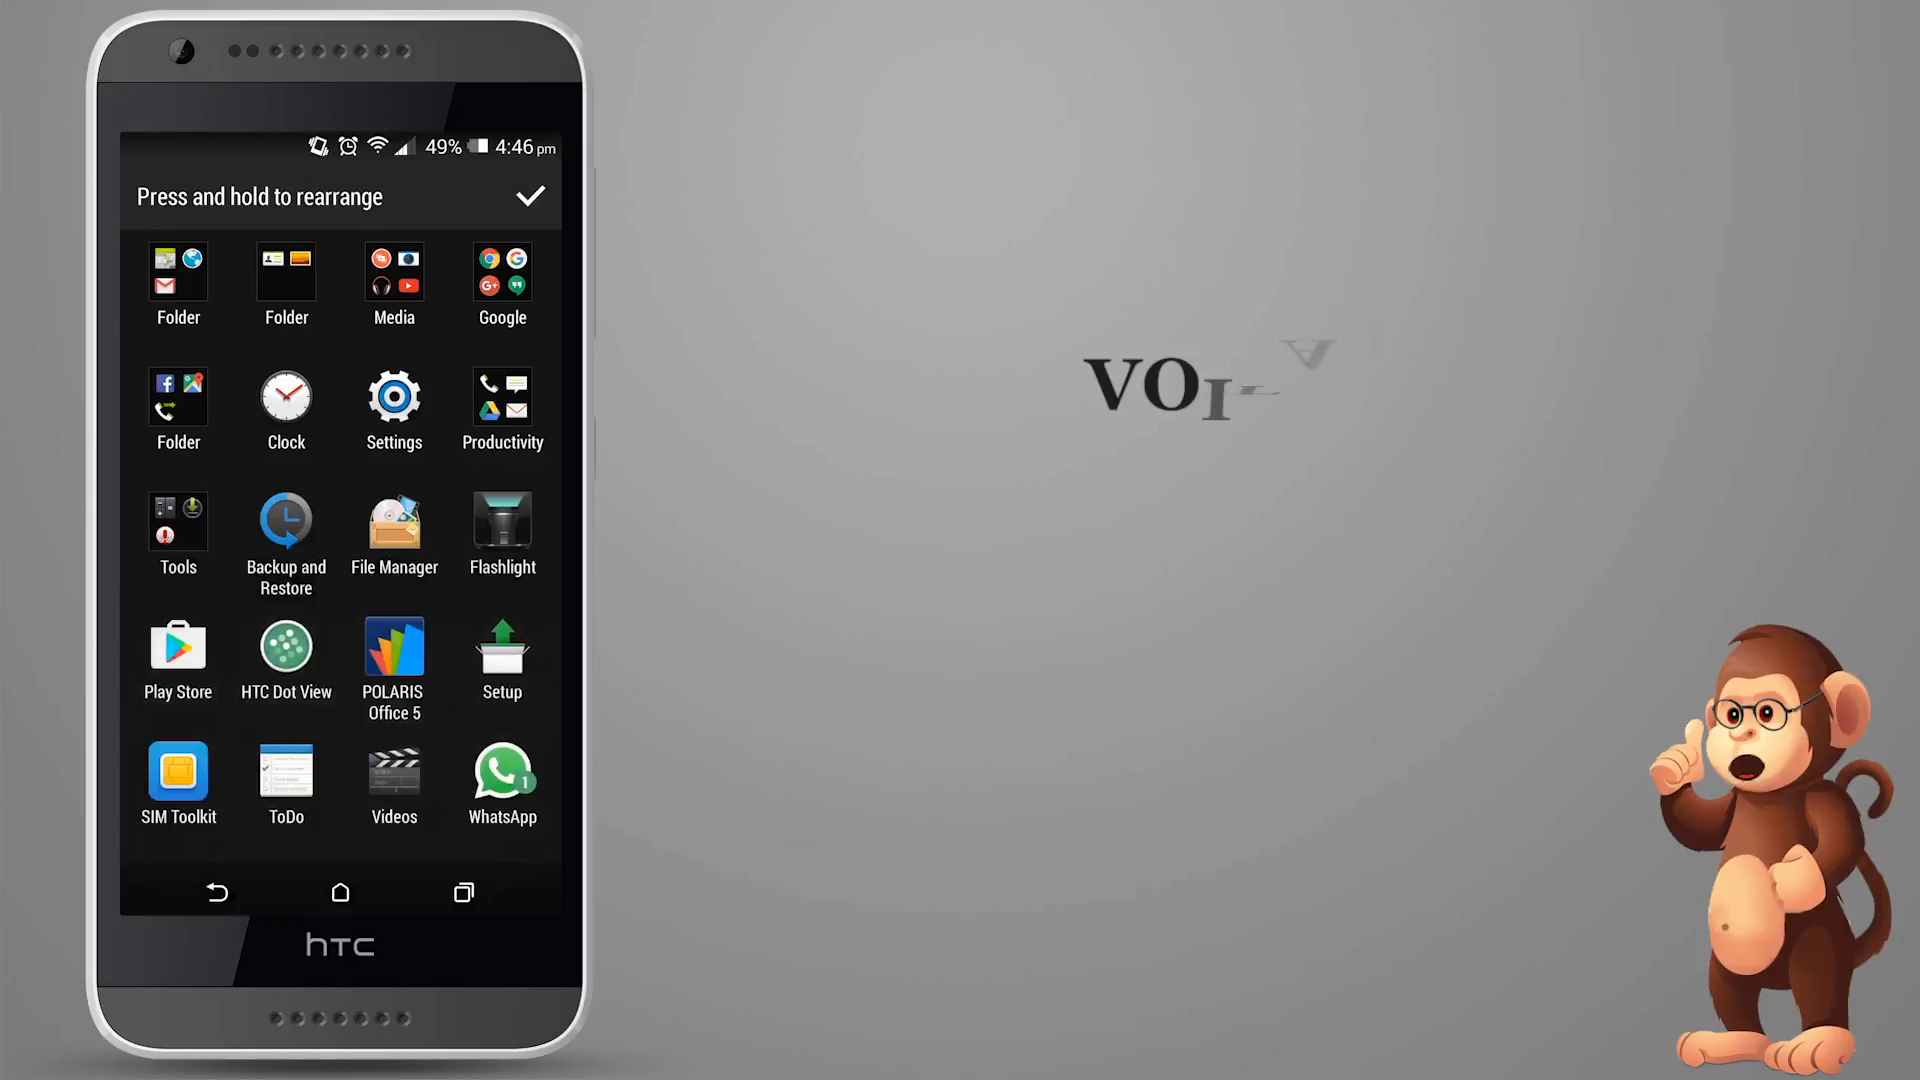 49% 4:46 pm
Press and hold to rearrange
Folder Folder Media Google
Folder Clock Settings Productivity
Tools Backup and Restore File Manager Flashlight
Play Store HTC Dot View POLARIS Office 5 Setup
SIM Toolkit ToDo Videos WhatsApp
1
hTC
VOILA